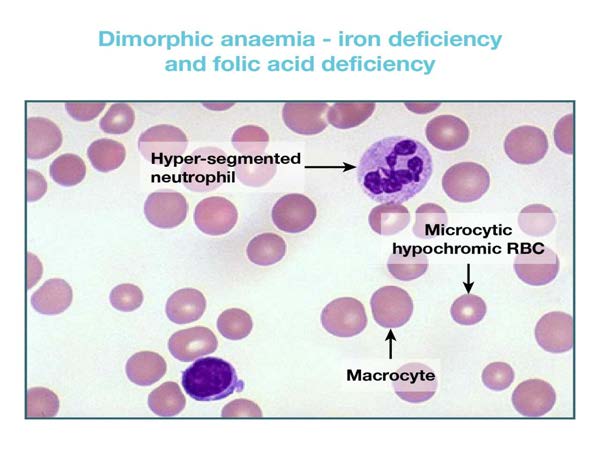 Dimorphic anaemia - iron deficiency
and folic acid deficiency
Hyper-segmented
neutrophil
Microcytic
hypochromic RBC
Macrocyte